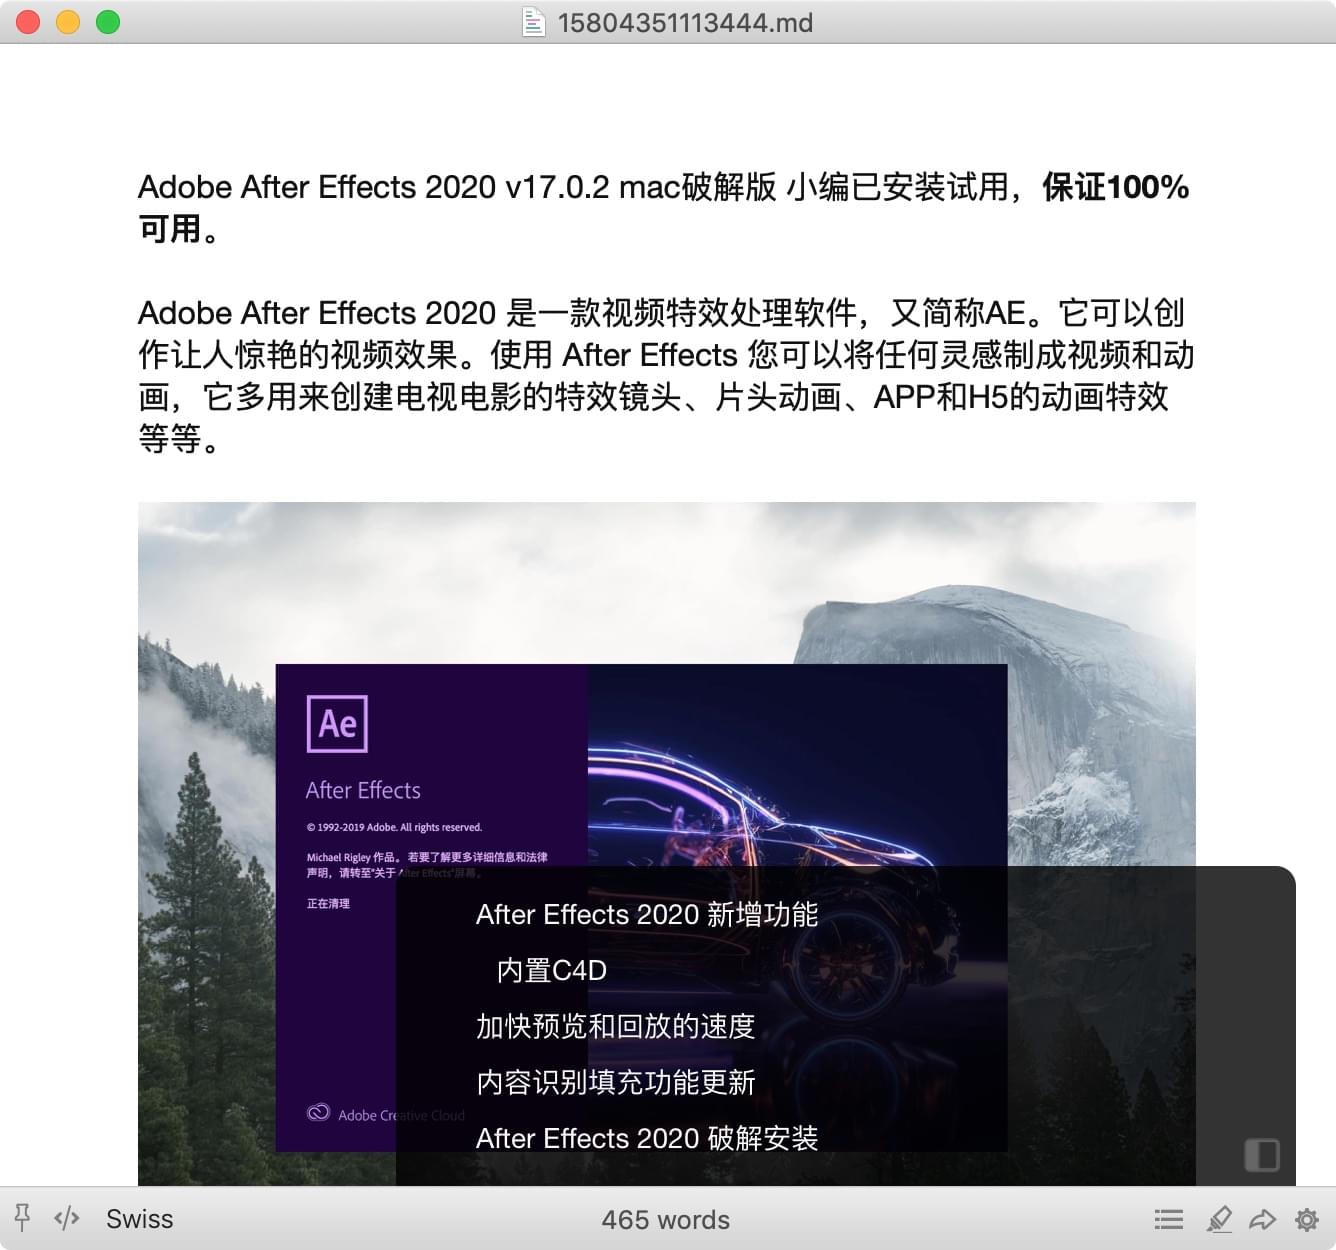 15804351113444.md
Adobe After Effects 2020 v17.0.2 mac破解版 小编已安装试用，保证100%
可用。
Adobe After Effects 2020 是一款视频特效处理软件，又简称AE。它可以创
作让人惊艳的视频效果。使用 After Effects 您可以将任何灵感制成视频和动
画，它多用来创建电视电影的特效镜头、片头动画、APP和H5的动画特效
等等。
Ae
After Effects
© 1992-2019 Adobe. All rights reserved.
Michael Rigley 作品。 若要了解更多详细信息和法律
声明，请转至"关于 After Effects"屏幕。
正在清理
Adobe Creative Cloud
After Effects 2020 新增功能
内置C4D
加快预览和回放的速度
内容识别填充功能更新
After Effects 2020 破解安装
Swiss
465 words